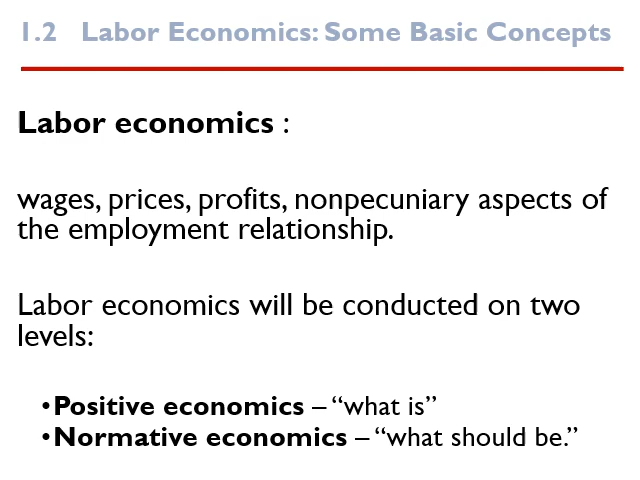 1.2 Labor Economics: Some Basic Concepts
Labor economics :
wages, prices, profits, nonpecuniary aspects of
the employment relationship.
Labor economics will be conducted on two
levels:
•Positive economics – “what is”
•Normative economics – “what should be.”